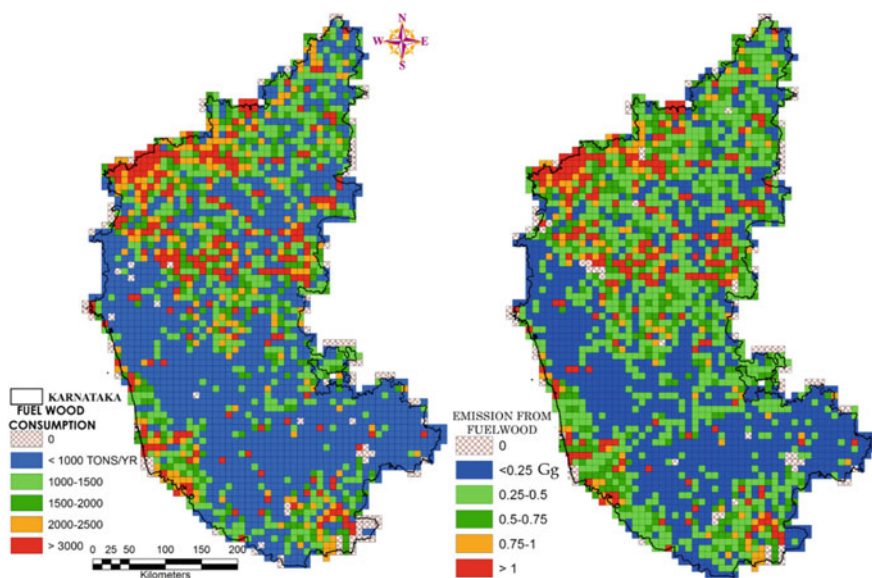 N
W E
S
KARNATAKA
FUEL WOOD
CONSUMPTION
0
< 1000 TONS/YR
1000-1500
1500-2000
2000-2500
> 3000
0 25 50 100 150 200
Kilometers
EMISSION FROM
FUELWOOD
0
<0.25 Gg
0.25-0.5
0.5-0.75
0.75-1
> 1